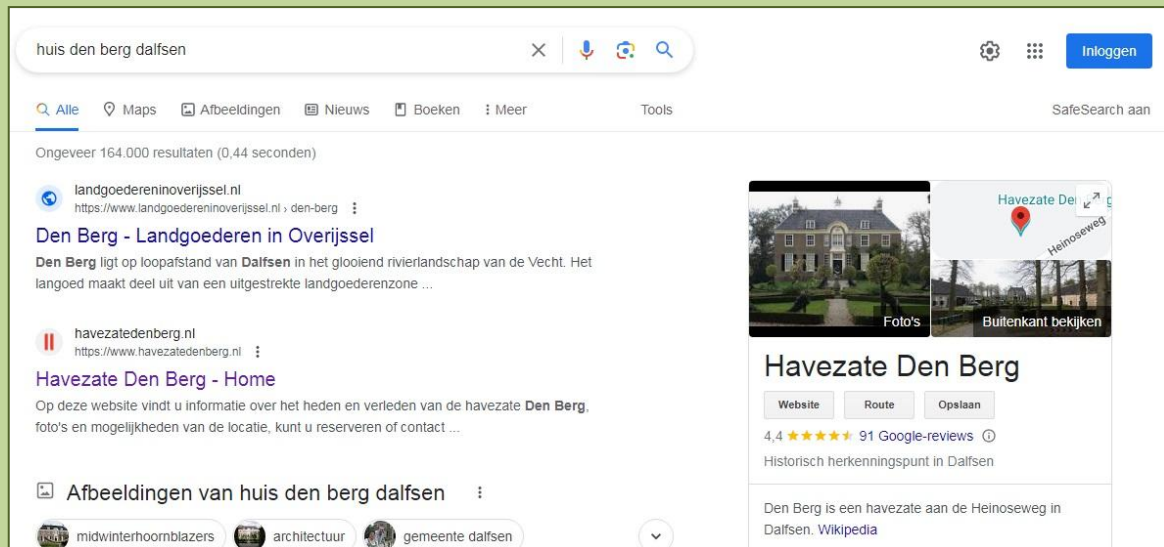 huis den berg dalfsen
Inloggen
Alle
Maps
Afbeeldingen
Nieuws
Boeken
Meer
Tools
SafeSearch aan
Ongeveer 164.000 resultaten (0,44 seconden)
landgoedereninoverijssel.nl
https://www.landgoedereninoverijssel.nl › den-berg
Den Berg - Landgoederen in Overijssel
Den Berg ligt op loopafstand van Dalfsen in het glooiend rivierlandschap van de Vecht. Het
langoed maakt deel uit van een uitgestrekte landgoederenzone ...
havezatedenberg.nl
https://www.havezatedenberg.nl
Havezate Den Berg - Home
Op deze website vindt u informatie over het heden en verleden van de havezate Den Berg,
foto's en mogelijkheden van de locatie, kunt u reserveren of contact ...
Afbeeldingen van huis den berg dalfsen
midwinterhoornblazers
architectuur
gemeente dalfsen
Havezate
Heinoseweg
Foto's
Buitenkant bekijken
Havezate Den Berg
Website
Route
Opslaan
4,4 ★★★★★ 91 Google-reviews
Historisch herkenningspunt in Dalfsen
Den Berg is een havezate aan de Heinoseweg in
Dalfsen. Wikipedia